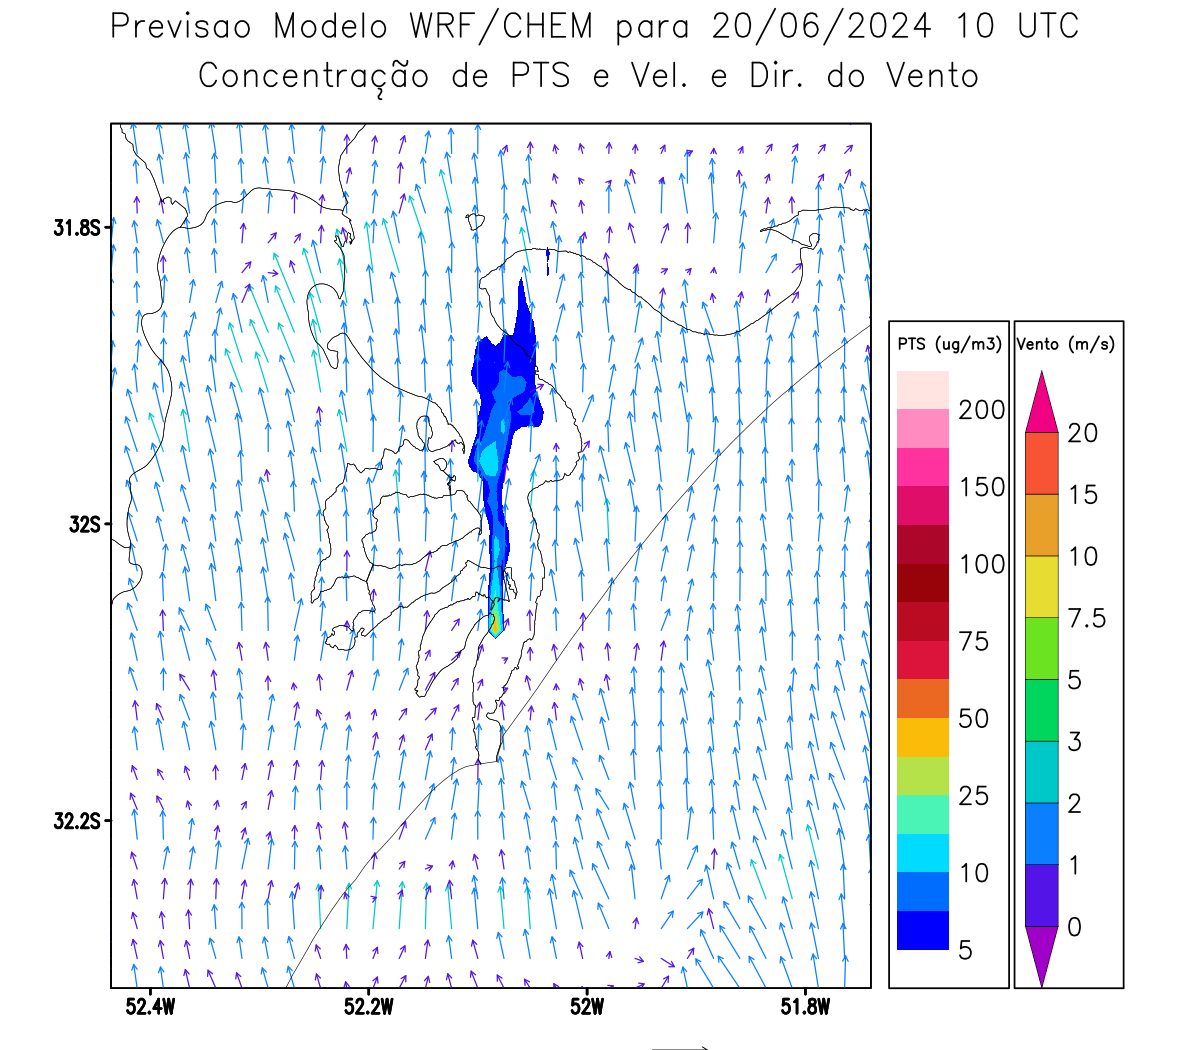 Previsao Modelo WRF/CHEM para 20/06/2024 10 UTC
Concentração de PTS e Vel. e Dir. do Vento
31.8S
32S
32.2S
52.4W 52.2W 52W 51.8W
PTS (ug/m3)
200
150
100
75
50
25
10
5
Vento (m/s)
20
15
10
7.5
5
3
2
1
0